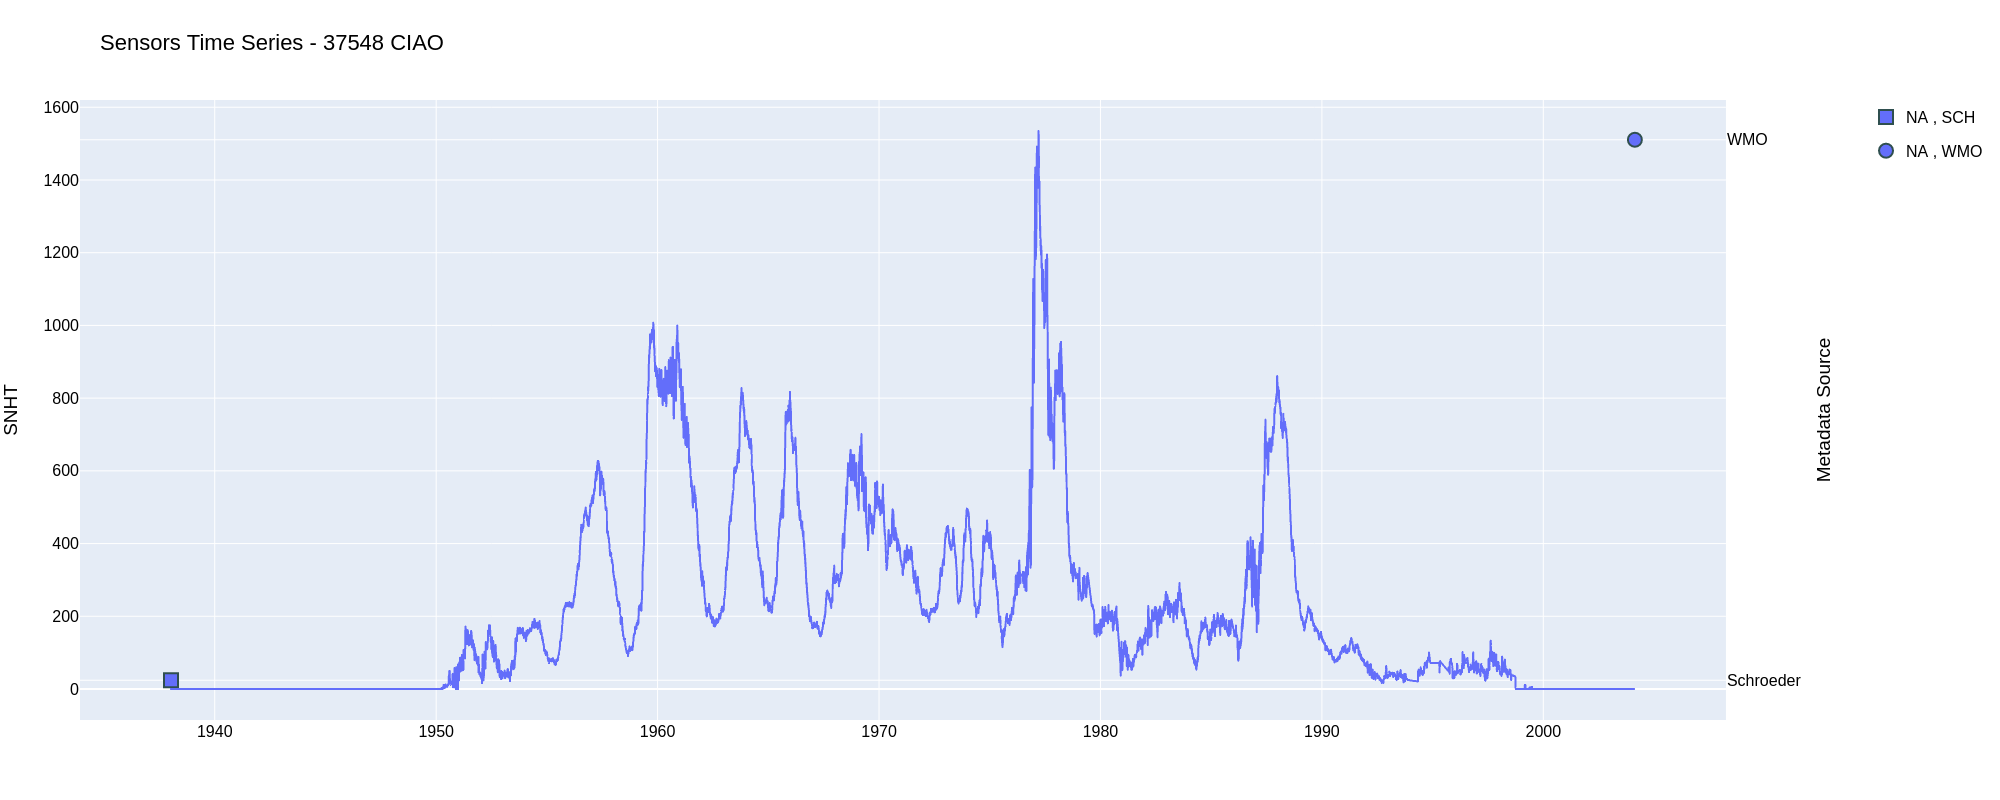 Sensors Time Series - 37548 CIAO
NA , SCH
NA , WMO
1600
1400
1200
1000
800
600
400
200
0
SNHT
WMO
Schroeder
Metadata Source
1940
1950
1960
1970
1980
1990
2000